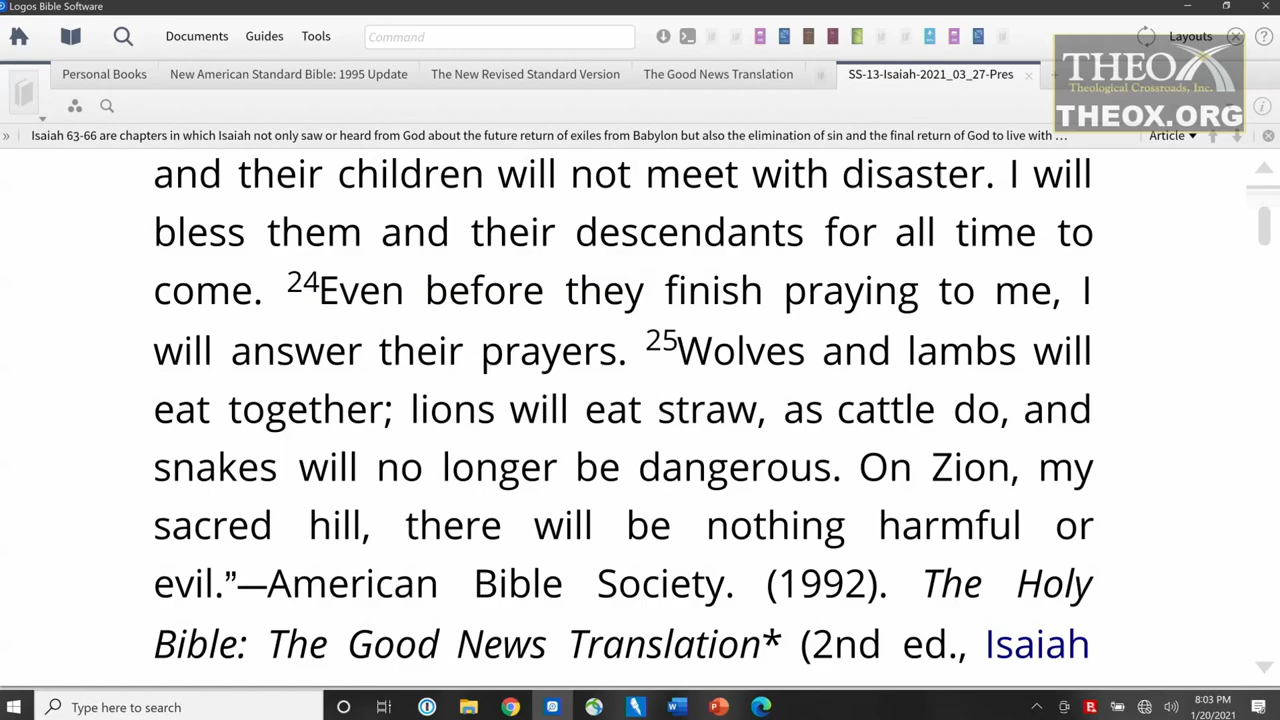 Logos Bible Software
Documents Guides Tools Command Layouts
THEOX
Theological Crossroads, Inc.
THEOX.ORG
Personal Books New American Standard Bible: 1995 Update The New Revised Standard Version The Good News Translation SS-13-Isaiah-2021_03_27-Pres
Isaiah 63-66 are chapters in which Isaiah not only saw or heard from God about the future return of exiles from Babylon but also the elimination of sin and the final return of God to live with … Article
and their children will not meet with disaster. I will
bless them and their descendants for all time to
come. 24Even before they finish praying to me, I
will answer their prayers. 25Wolves and lambs will
eat together; lions will eat straw, as cattle do, and
snakes will no longer be dangerous. On Zion, my
sacred hill, there will be nothing harmful or
evil.”—American Bible Society. (1992). The Holy
Bible: The Good News Translation* (2nd ed., Isaiah
Type here to search
8:03 PM
1/20/2021